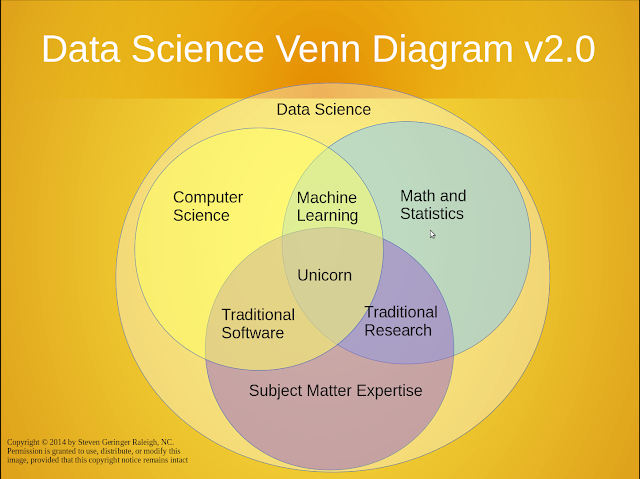 Data Science Venn Diagram v2.0
Data Science
Computer
Science
Machine
Learning
Math and
Statistics
Unicorn
Traditional
Software
Traditional
Research
Subject Matter Expertise
Copyright © 2014 by Steven Geringer Raleigh, NC.
Permission is granted to use, distribute, or modify this
image, provided that this copyright notice remains intact